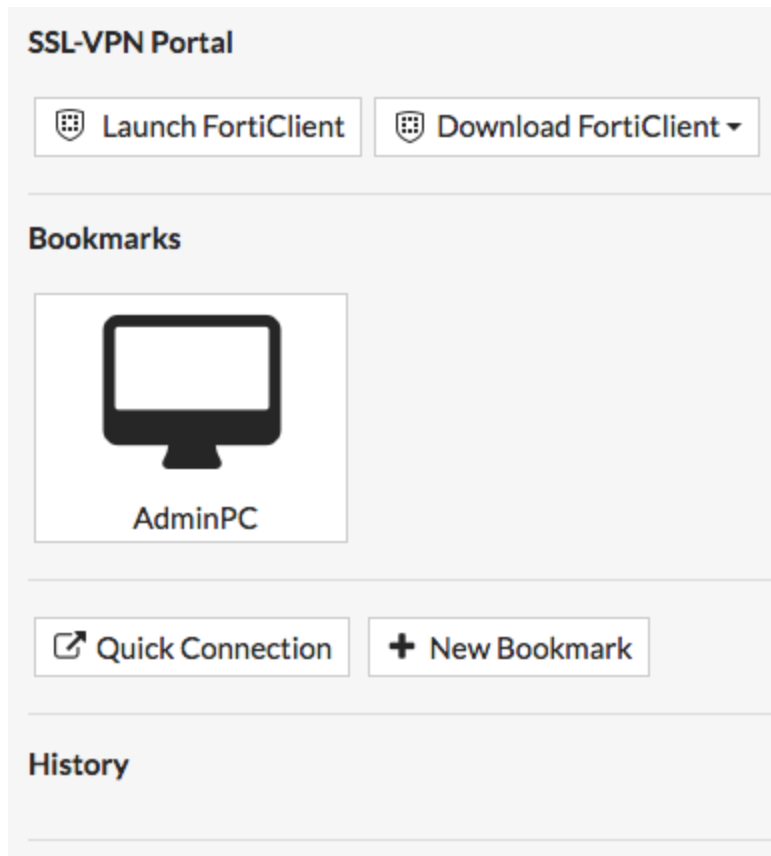 SSL-VPN Portal
Launch FortiClient
Download FortiClient
Bookmarks
AdminPC
Quick Connection
New Bookmark
History